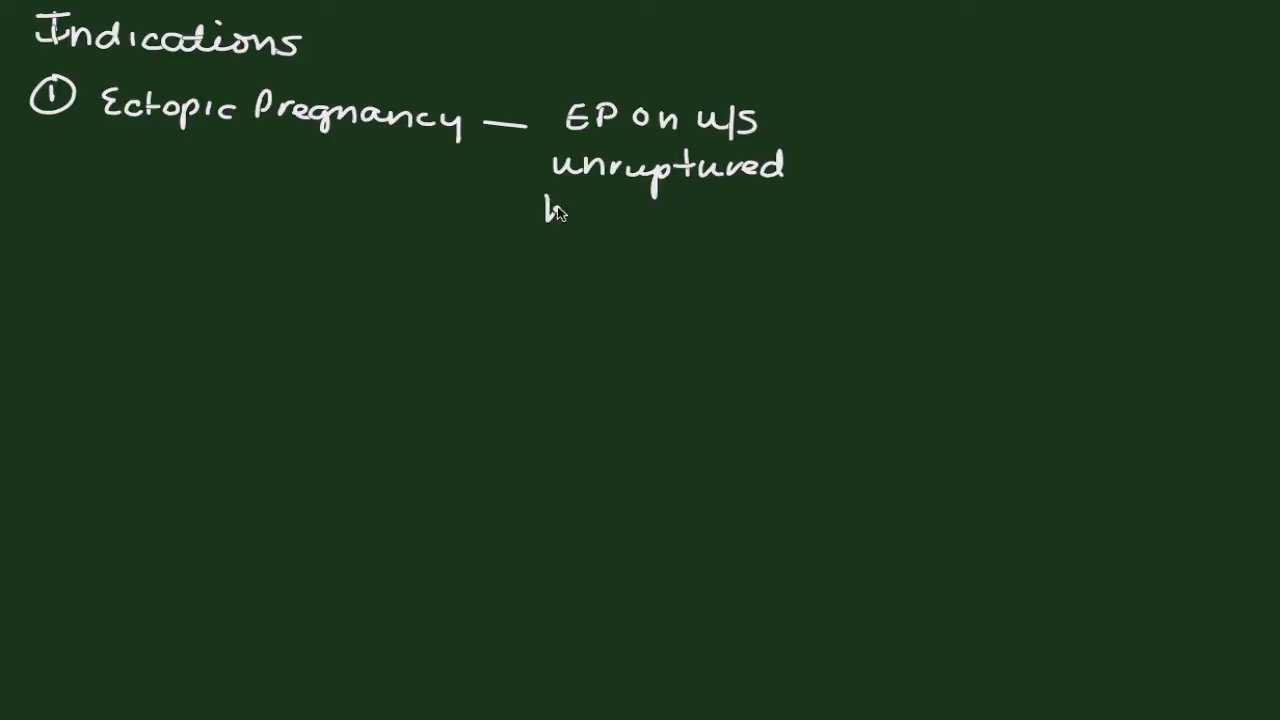 Indications
① Ectopic Pregnancy — EP on u/s
unruptured